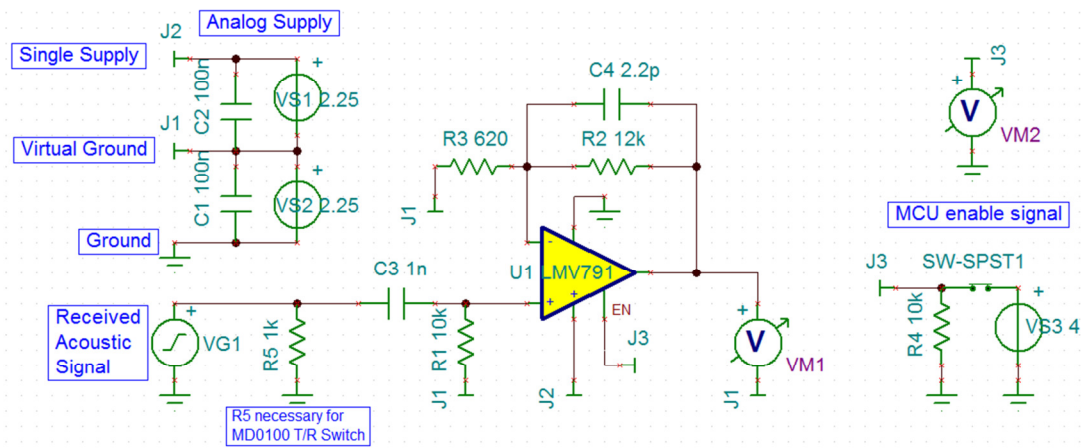 Analog Supply
J2
Single Supply
+
C2 100n
VS1 2.25
J1
Virtual Ground
C1 100n
VS2 2.25
Ground
C4 2.2p
R3 620
R2 12k
J1
-
U1
LMV791
+
+
EN
C3 1n
J3
Received
Acoustic
Signal
+
VG1
R5 1k
R1 10k
J1
J2
R5 necessary for
MD0100 T/R Switch
+
V
VM1
J1
J3
+
V
VM2
MCU enable signal
J3
SW-SPST1
R4 10k
+
VS3 4